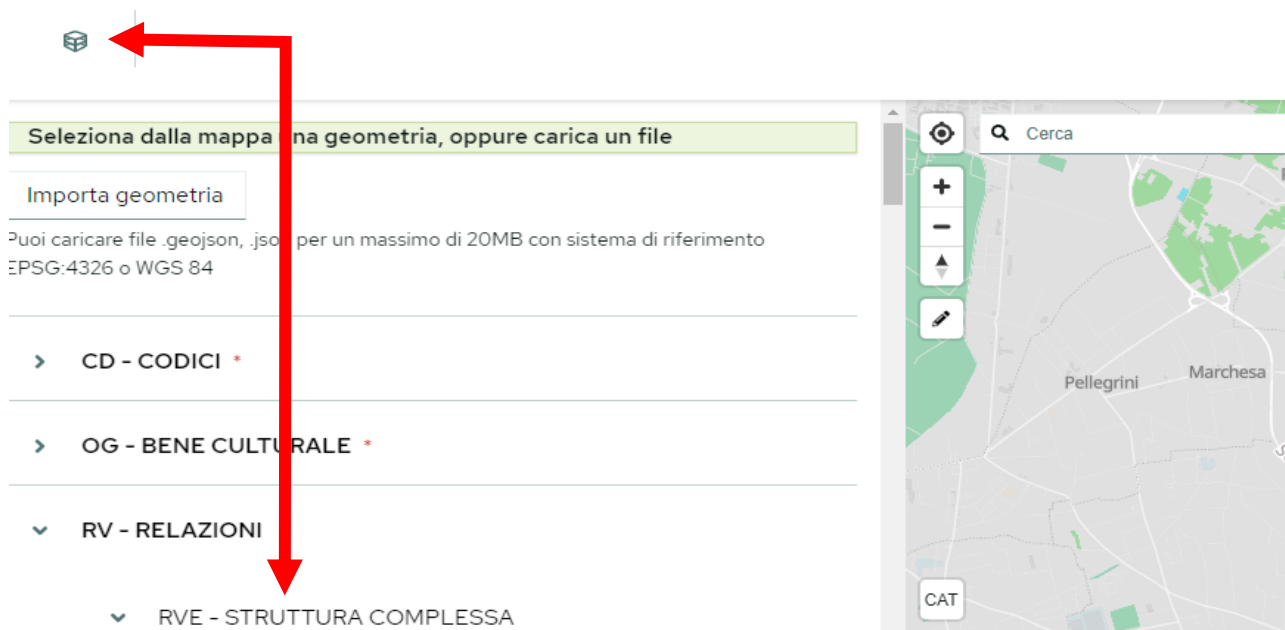 Seleziona dalla mappa una geometria, oppure carica un file
Cerca
Importa geometria
Puoi caricare file .geojson, .json per un massimo di 20MB con sistema di riferimento
EPSG:4326 o WGS 84
CD - CODICI *
Pellegrini
Marchesa
OG - BENE CULTURALE *
RV - RELAZIONI
CAT
RVE - STRUTTURA COMPLESSA